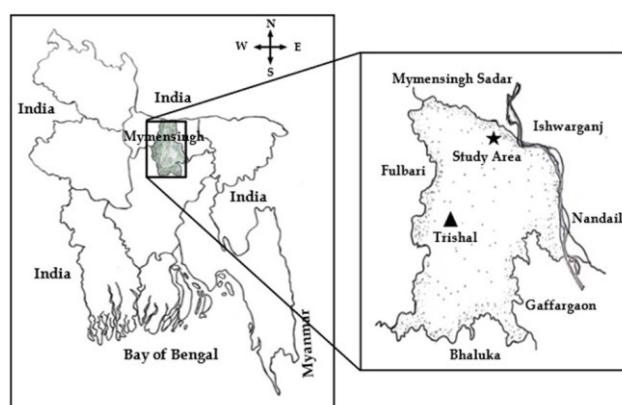 N
W E
S
India
India
Mymensingh
India
India
Bay of Bengal
Myanmar
Mymensingh Sadar
Ishwarganj
Study Area
Fulbari
Nandail
Trishal
Gaffargaon
Bhaluka